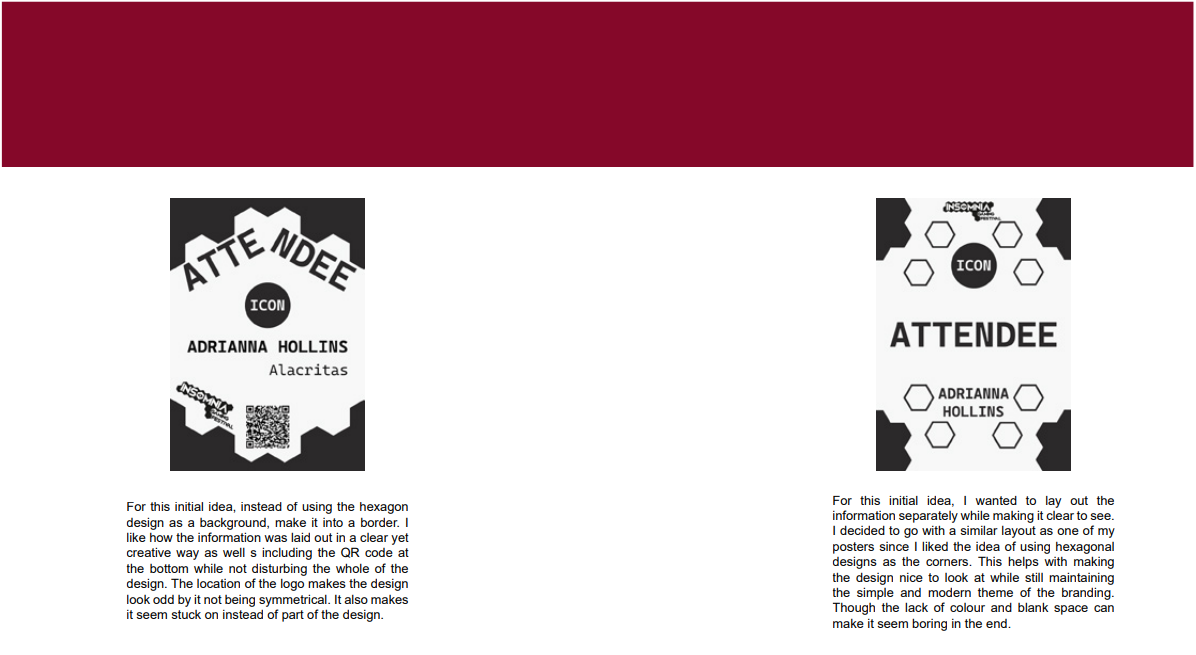 ATTENDEE
ICON
ADRIANNA HOLLINS
Alacritas
INSOMNIA
GAMING
FESTIVAL
For this initial idea, instead of using the hexagon
design as a background, make it into a border. I
like how the information was laid out in a clear yet
creative way as well s including the QR code at
the bottom while not disturbing the whole of the
design. The location of the logo makes the design
look odd by it not being symmetrical. It also makes
it seem stuck on instead of part of the design.
INSOMNIA
GAMING
FESTIVAL
ICON
ATTENDEE
ADRIANNA
HOLLINS
For this initial idea, I wanted to lay out the
information separately while making it clear to see.
I decided to go with a similar layout as one of my
posters since I liked the idea of using hexagonal
designs as the corners. This helps with making
the design nice to look at while still maintaining
the simple and modern theme of the branding.
Though the lack of colour and blank space can
make it seem boring in the end.